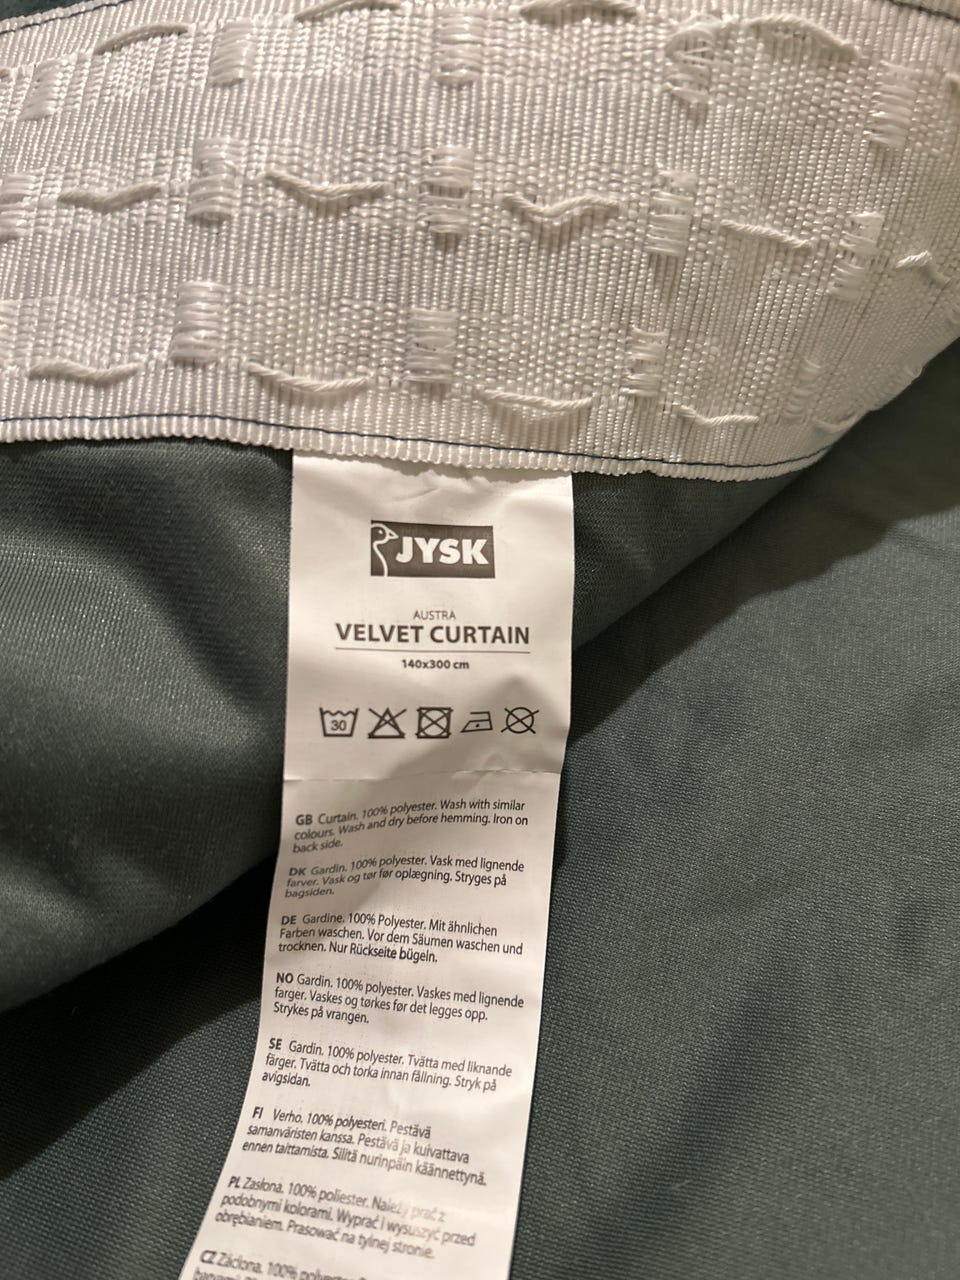 JYSK
AUSTRA
VELVET CURTAIN
140x300 cm
30
GB Curtain. 100% polyester. Wash with similar
colours. Wash and dry before hemming. Iron on
back side.
DK Gardin. 100% polyester. Vask med lignende
farver. Vask og tør før oplægning. Stryges på
bagsiden.
DE Gardine. 100% Polyester. Mit ähnlichen
Farben waschen. Vor dem Säumen waschen und
trocknen. Nur Rückseite bügeln.
NO Gardin. 100% polyester. Vaskes med lignende
farger. Vaskes og tørkes før det legges opp.
Strykes på vrangen.
SE Gardin. 100% polyester. Tvätta med liknande
färger. Tvätta och torka innan fållning. Stryk på
avigsidan.
FI Verho. 100% polyesteri. Pestävä
samanväristen kanssa. Pestävä ja kuivattava
ennen taittamista. Silitä nurinpäin käännettynä.
PL Zasłona. 100% poliester. Należy prać z
podobnymi kolorami. Wyprać i wysuszyć przed
obrębianiem. Prasować na tylnej stronie.
CZ Záclona. 100%